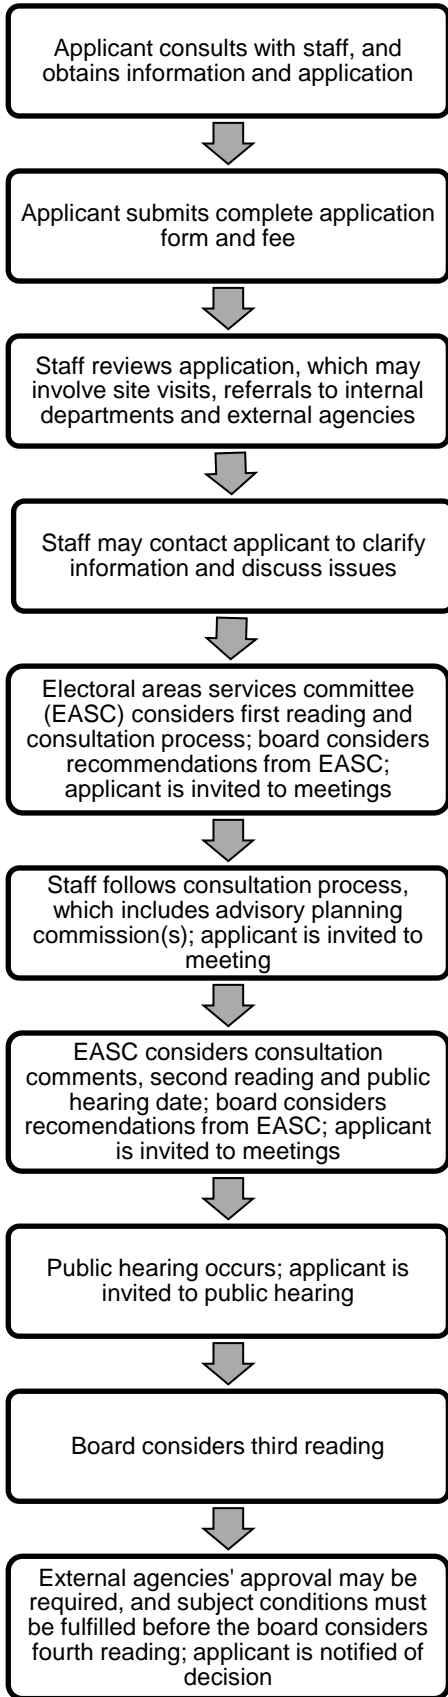 Applicant consults with staff, and
obtains information and application
Applicant submits complete application
form and fee
Staff reviews application, which may
involve site visits, referrals to internal
departments and external agencies
Staff may contact applicant to clarify
information and discuss issues
Electoral areas services committee
(EASC) considers first reading and
consultation process; board considers
recommendations from EASC;
applicant is invited to meetings
Staff follows consultation process,
which includes advisory planning
commission(s); applicant is invited to
meeting
EASC considers consultation
comments, second reading and public
hearing date; board considers
recomendations from EASC; applicant
is invited to meetings
Public hearing occurs; applicant is
invited to public hearing
Board considers third reading
External agencies' approval may be
required, and subject conditions must
be fulfilled before the board considers
fourth reading; applicant is notified of
decision